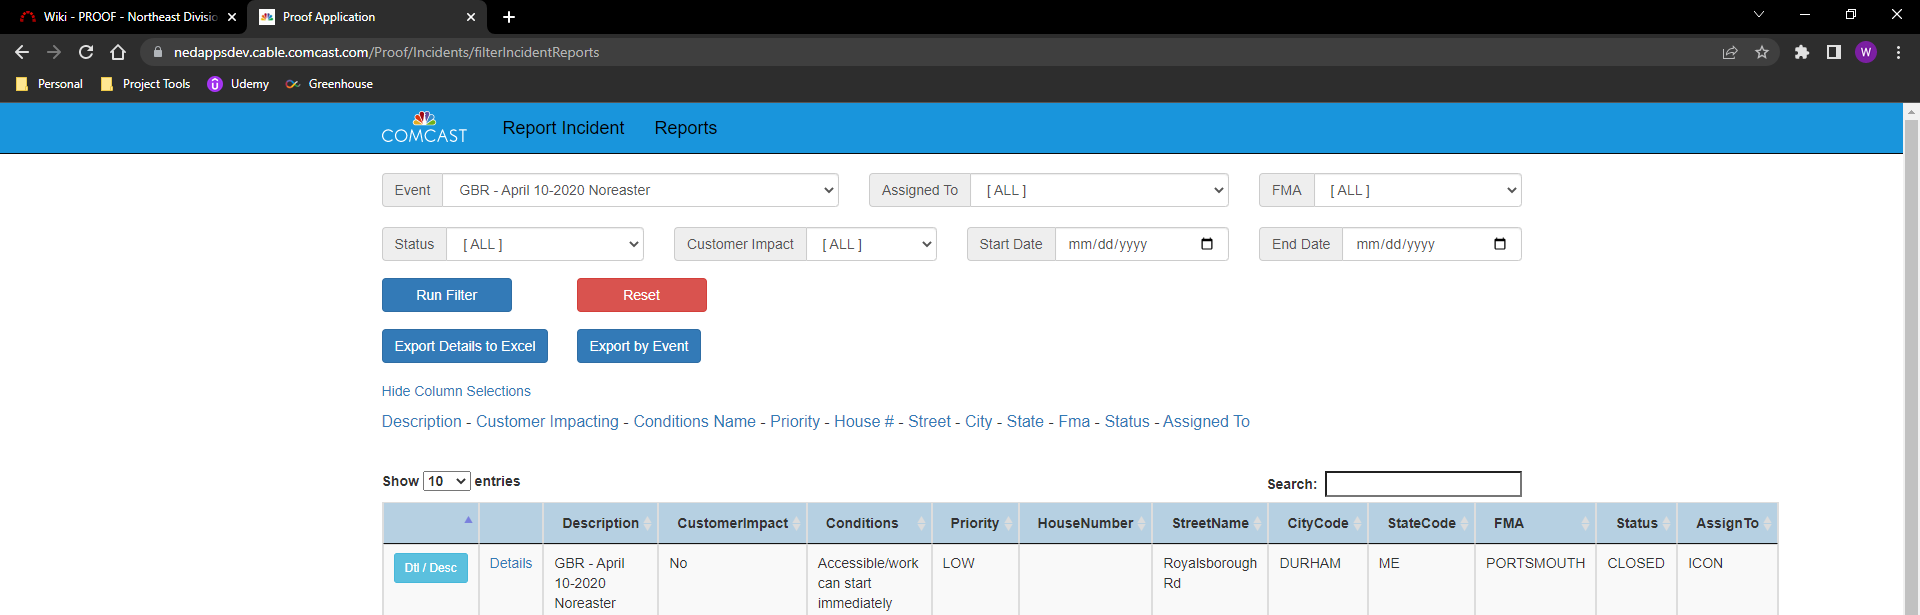 Wiki - PROOF - Northeast Divisio
Proof Application
nedappsdev.cable.comcast.com/Proof/Incidents/filterIncidentReports
W
Personal
Project Tools
Udemy
Greenhouse
COMCAST
Report Incident
Reports
Event
GBR - April 10-2020 Noreaster
Assigned To
[ ALL ]
FMA
[ ALL ]
Status
[ ALL ]
Customer Impact
[ ALL ]
Start Date
mm/dd/yyyy
End Date
mm/dd/yyyy
Run Filter
Reset
Export Details to Excel
Export by Event
Hide Column Selections
Description - Customer Impacting - Conditions Name - Priority - House # - Street - City - State - Fma - Status - Assigned To
Show 10 entries
Search:
Description CustomerImpact Conditions Priority HouseNumber StreetName CityCode StateCode FMA Status AssignTo
Dtl / Desc
Details
GBR - April
10-2020
Noreaster
No
Accessible/work
can start
immediately
LOW
Royalsborough
Rd
DURHAM
ME
PORTSMOUTH
CLOSED
ICON